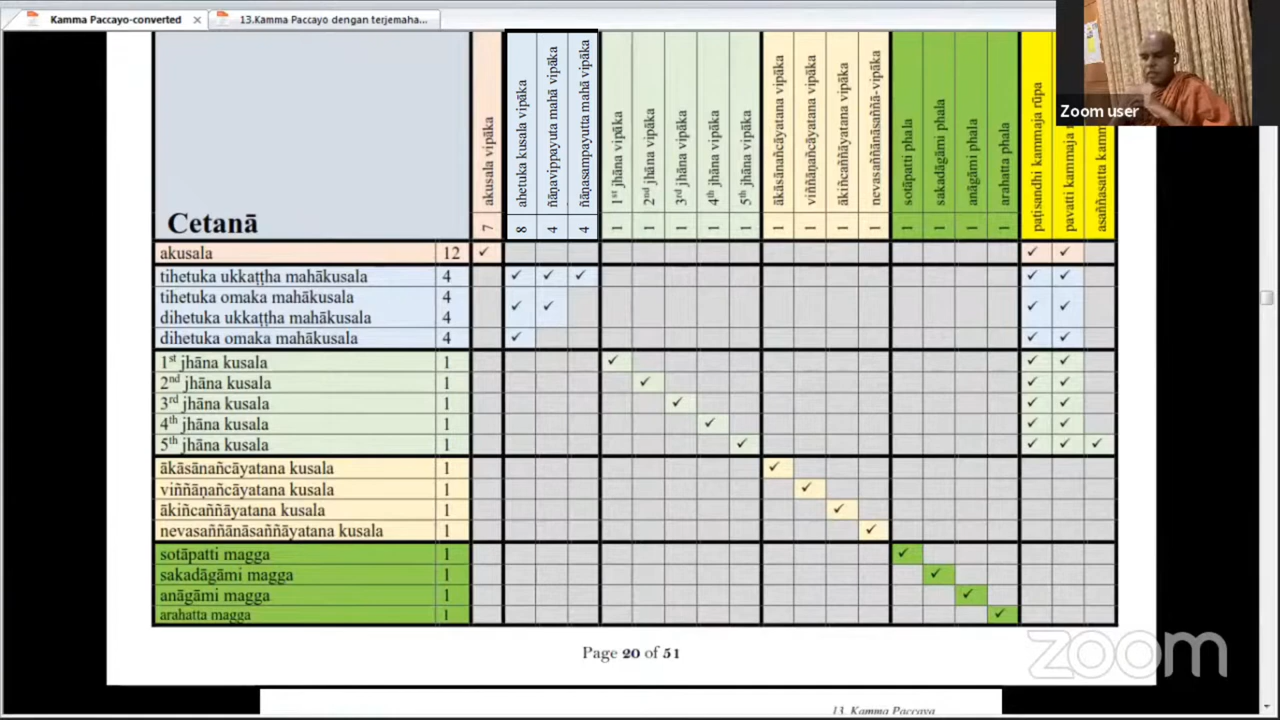 Kamma Paccayo-converted
13.Kamma Paccayo dengan terjemaha...
Zoom user
Cetanā
akusala vipāka
ahetuka kusala vipāka
ñāṇavippayutta mahā vipāka
ñāṇasampayutta mahā vipāka
1st jhāna vipāka
2nd jhāna vipāka
3rd jhāna vipāka
4th jhāna vipāka
5th jhāna vipāka
ākāsānañcāyatana vipāka
viññāṇañcāyatana vipāka
ākiñcaññāyatana vipāka
nevasaññānāsaññā-vipāka
sotāpatti phala
sakadāgāmi phala
anāgāmi phala
arahatta phala
paṭisandhi kammaja rūpa
pavatti kammaja
asaññasatta
7 8 4 4 1 1 1 1 1 1 1 1 1 1 1 1 1
akusala 12 ✓ ✓ ✓
tihetuka ukkaṭṭha mahākusala 4 ✓ ✓ ✓ ✓ ✓
tihetuka omaka mahākusala 4
dihetuka ukkaṭṭha mahākusala 4 ✓ ✓ ✓ ✓
dihetuka omaka mahākusala 4 ✓ ✓ ✓
1st jhāna kusala 1 ✓ ✓ ✓
2nd jhāna kusala 1 ✓ ✓ ✓
3rd jhāna kusala 1 ✓ ✓ ✓
4th jhāna kusala 1 ✓ ✓ ✓
5th jhāna kusala 1 ✓ ✓ ✓ ✓
ākāsānañcāyatana kusala 1 ✓
viññāṇañcāyatana kusala 1 ✓
ākiñcaññāyatana kusala 1 ✓
nevasaññānāsaññāyatana kusala 1 ✓
sotāpatti magga 1 ✓
sakadāgāmi magga 1 ✓
anāgāmi magga 1 ✓
arahatta magga 1 ✓
Page 20 of 51
zoom
13. Kamma Paccaya